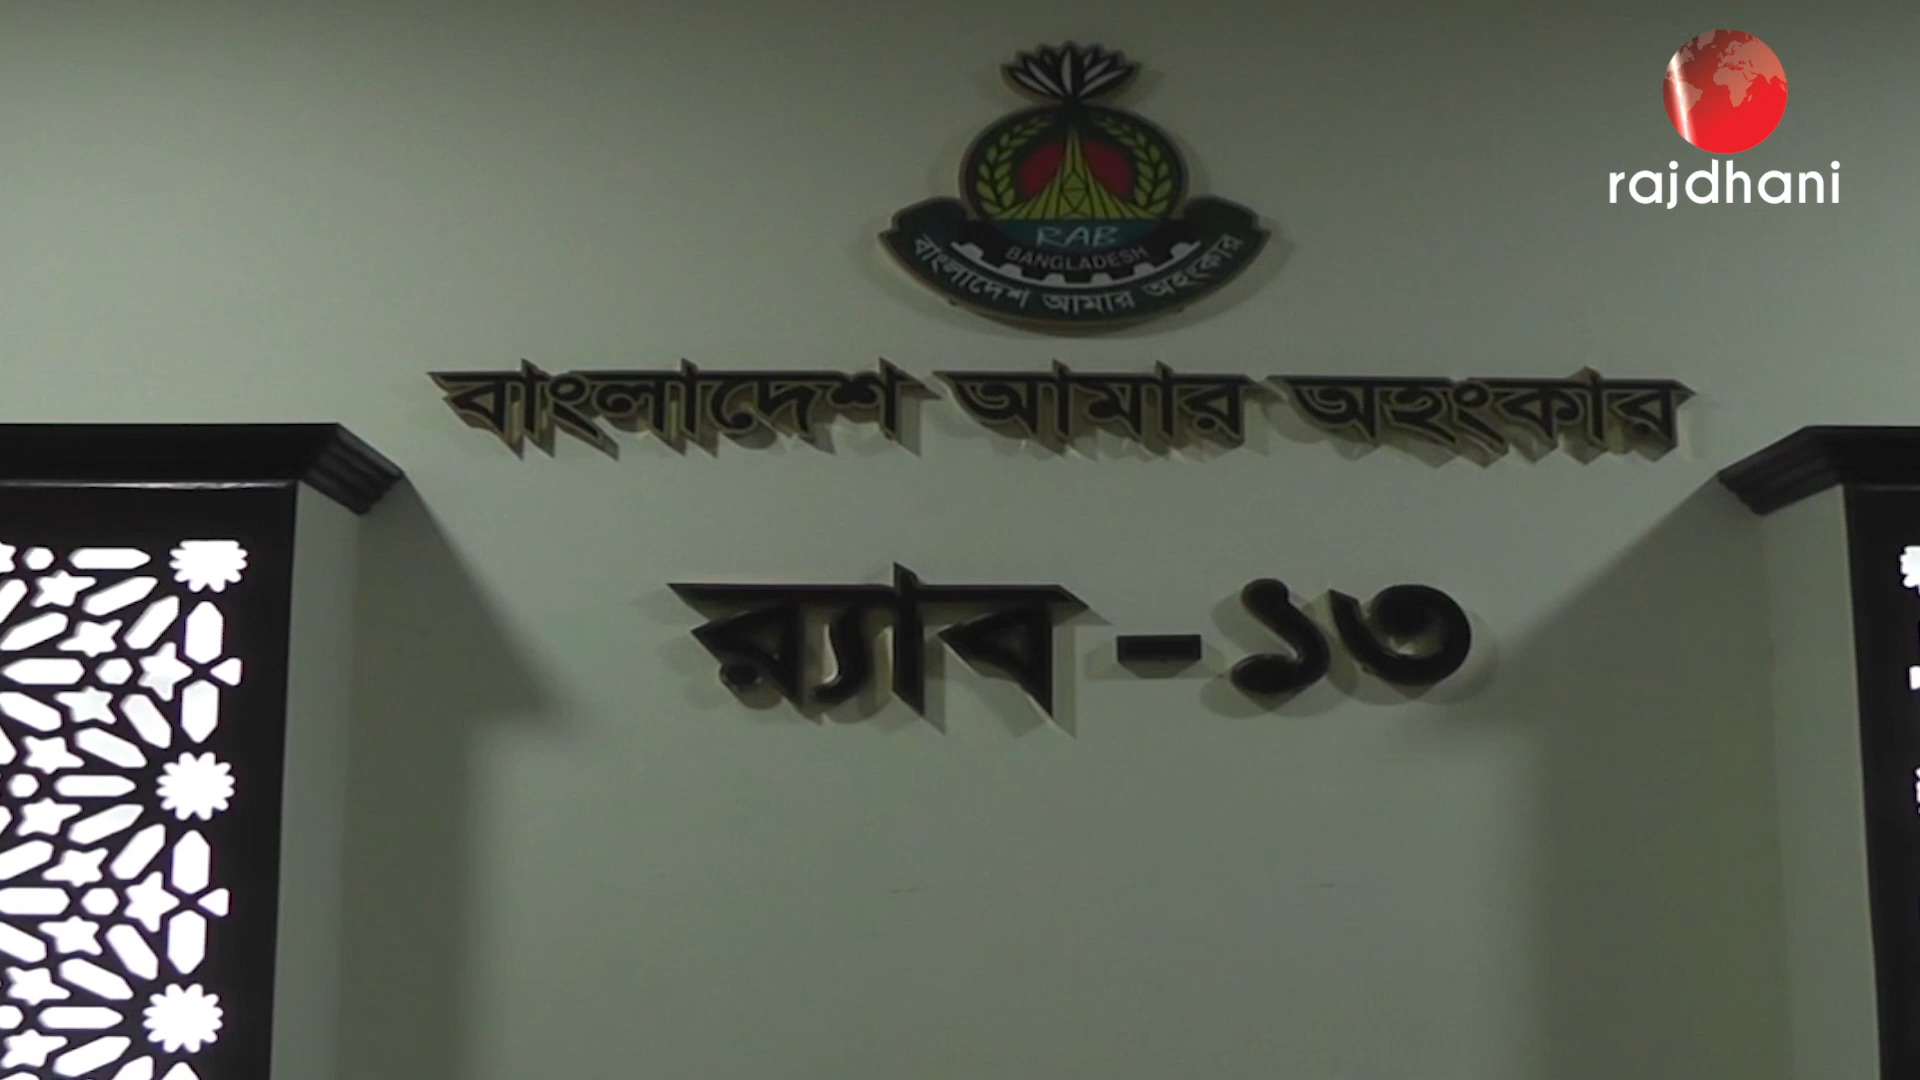 rajdhani
RAB
BANGLADESH
বাংলাদেশ আমার অহংকার
বাংলাদেশ আমার অহংকার
র‍্যাব - ১৩